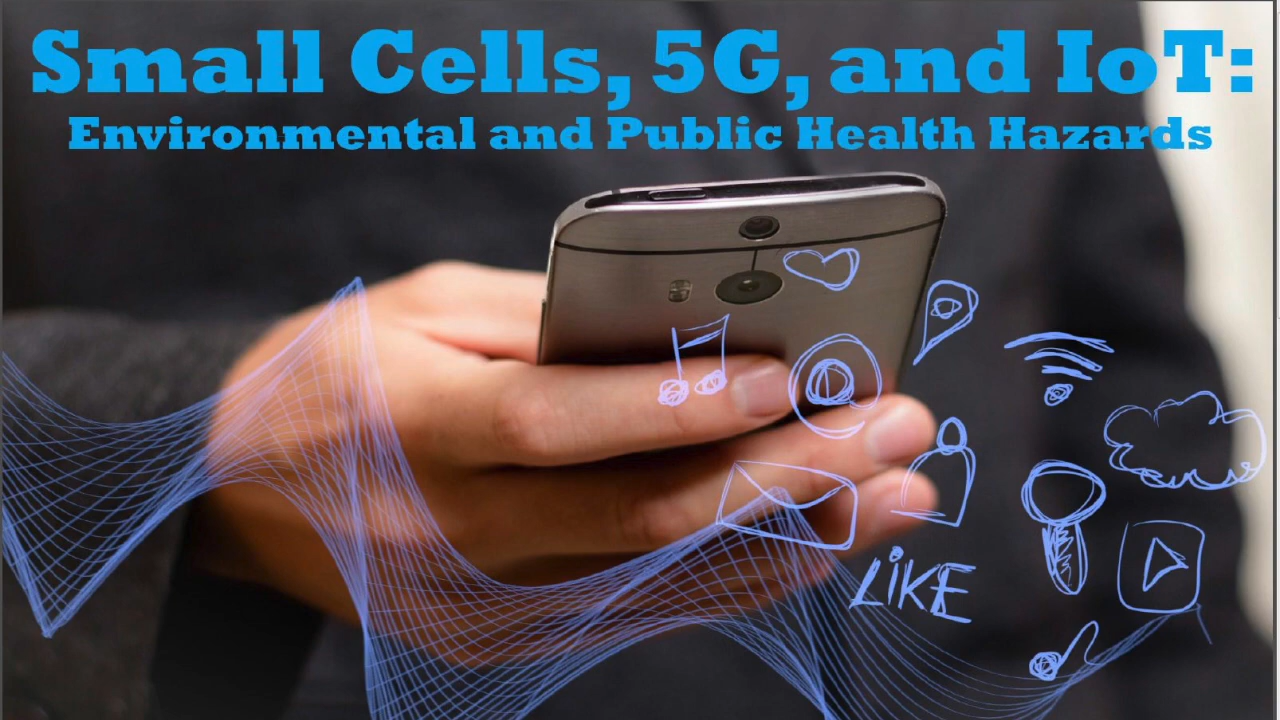 Small Cells, 5G, and IoT:
Environmental and Public Health Hazards
LIKE